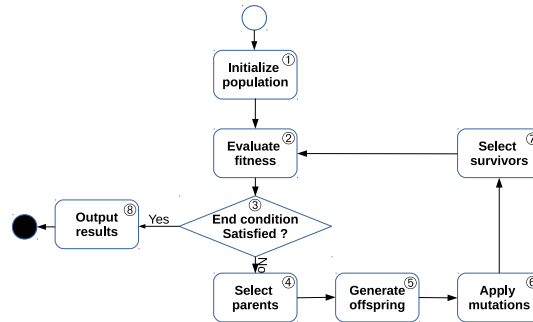 ①
Initialize
population
②
Evaluate
fitness
⑦
Select
survivors
③
End condition
Satisfied ?
Yes
⑧
Output
results
No
④
Select
parents
⑤
Generate
offspring
⑥
Apply
mutations